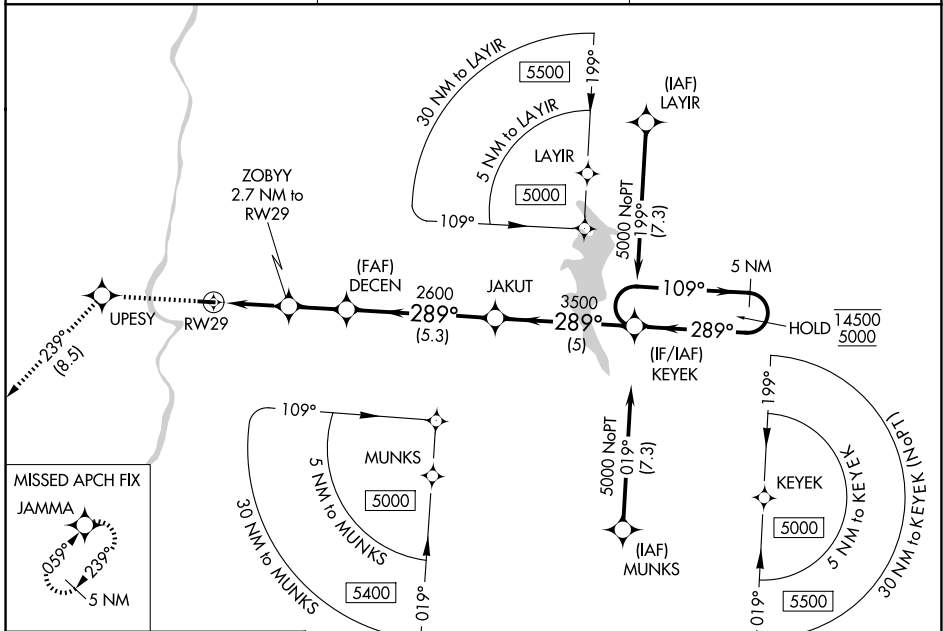 30 NM to LAYIR
5500
199°
5 NM to LAYIR
LAYIR
5000
109°
(IAF)
LAYIR
5000 NoPT
199°
(7.3)
ZOBYY
2.7 NM to
RW29
(FAF)
DECEN
2600
289°
(5.3)
JAKUT
3500
289°
(5)
109°
5 NM
289°
HOLD
14500
5000
(IF/IAF)
KEYEK
UPESY
RW29
239°
(8.5)
109°
MUNKS
5000
5 NM to MUNKS
30 NM to MUNKS
5400
019°
5000 NoPT
019°
(7.3)
(IAF)
MUNKS
199°
KEYEK
5000
5 NM to KEYEK
30 NM to KEYEK (NoPT)
5500
019°
MISSED APCH FIX
JAMMA
059°
239°
5 NM